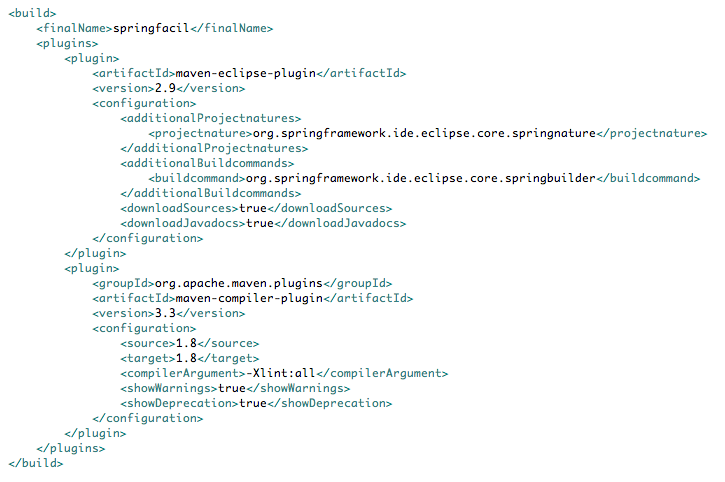 <build>
    <finalName>springfacil</finalName>
    <plugins>
        <plugin>
            <artifactId>maven-eclipse-plugin</artifactId>
            <version>2.9</version>
            <configuration>
                <additionalProjectnatures>
                    <projectnature>org.springframework.ide.eclipse.core.springnature</projectnature>
                </additionalProjectnatures>
                <additionalBuildcommands>
                    <buildcommand>org.springframework.ide.eclipse.core.springbuilder</buildcommand>
                </additionalBuildcommands>
                <downloadSources>true</downloadSources>
                <downloadJavadocs>true</downloadJavadocs>
            </configuration>
        </plugin>
        <plugin>
            <groupId>org.apache.maven.plugins</groupId>
            <artifactId>maven-compiler-plugin</artifactId>
            <version>3.3</version>
            <configuration>
                <source>1.8</source>
                <target>1.8</target>
                <compilerArgument>-Xlint:all</compilerArgument>
                <showWarnings>true</showWarnings>
                <showDeprecation>true</showDeprecation>
            </configuration>
        </plugin>
    </plugins>
</build>